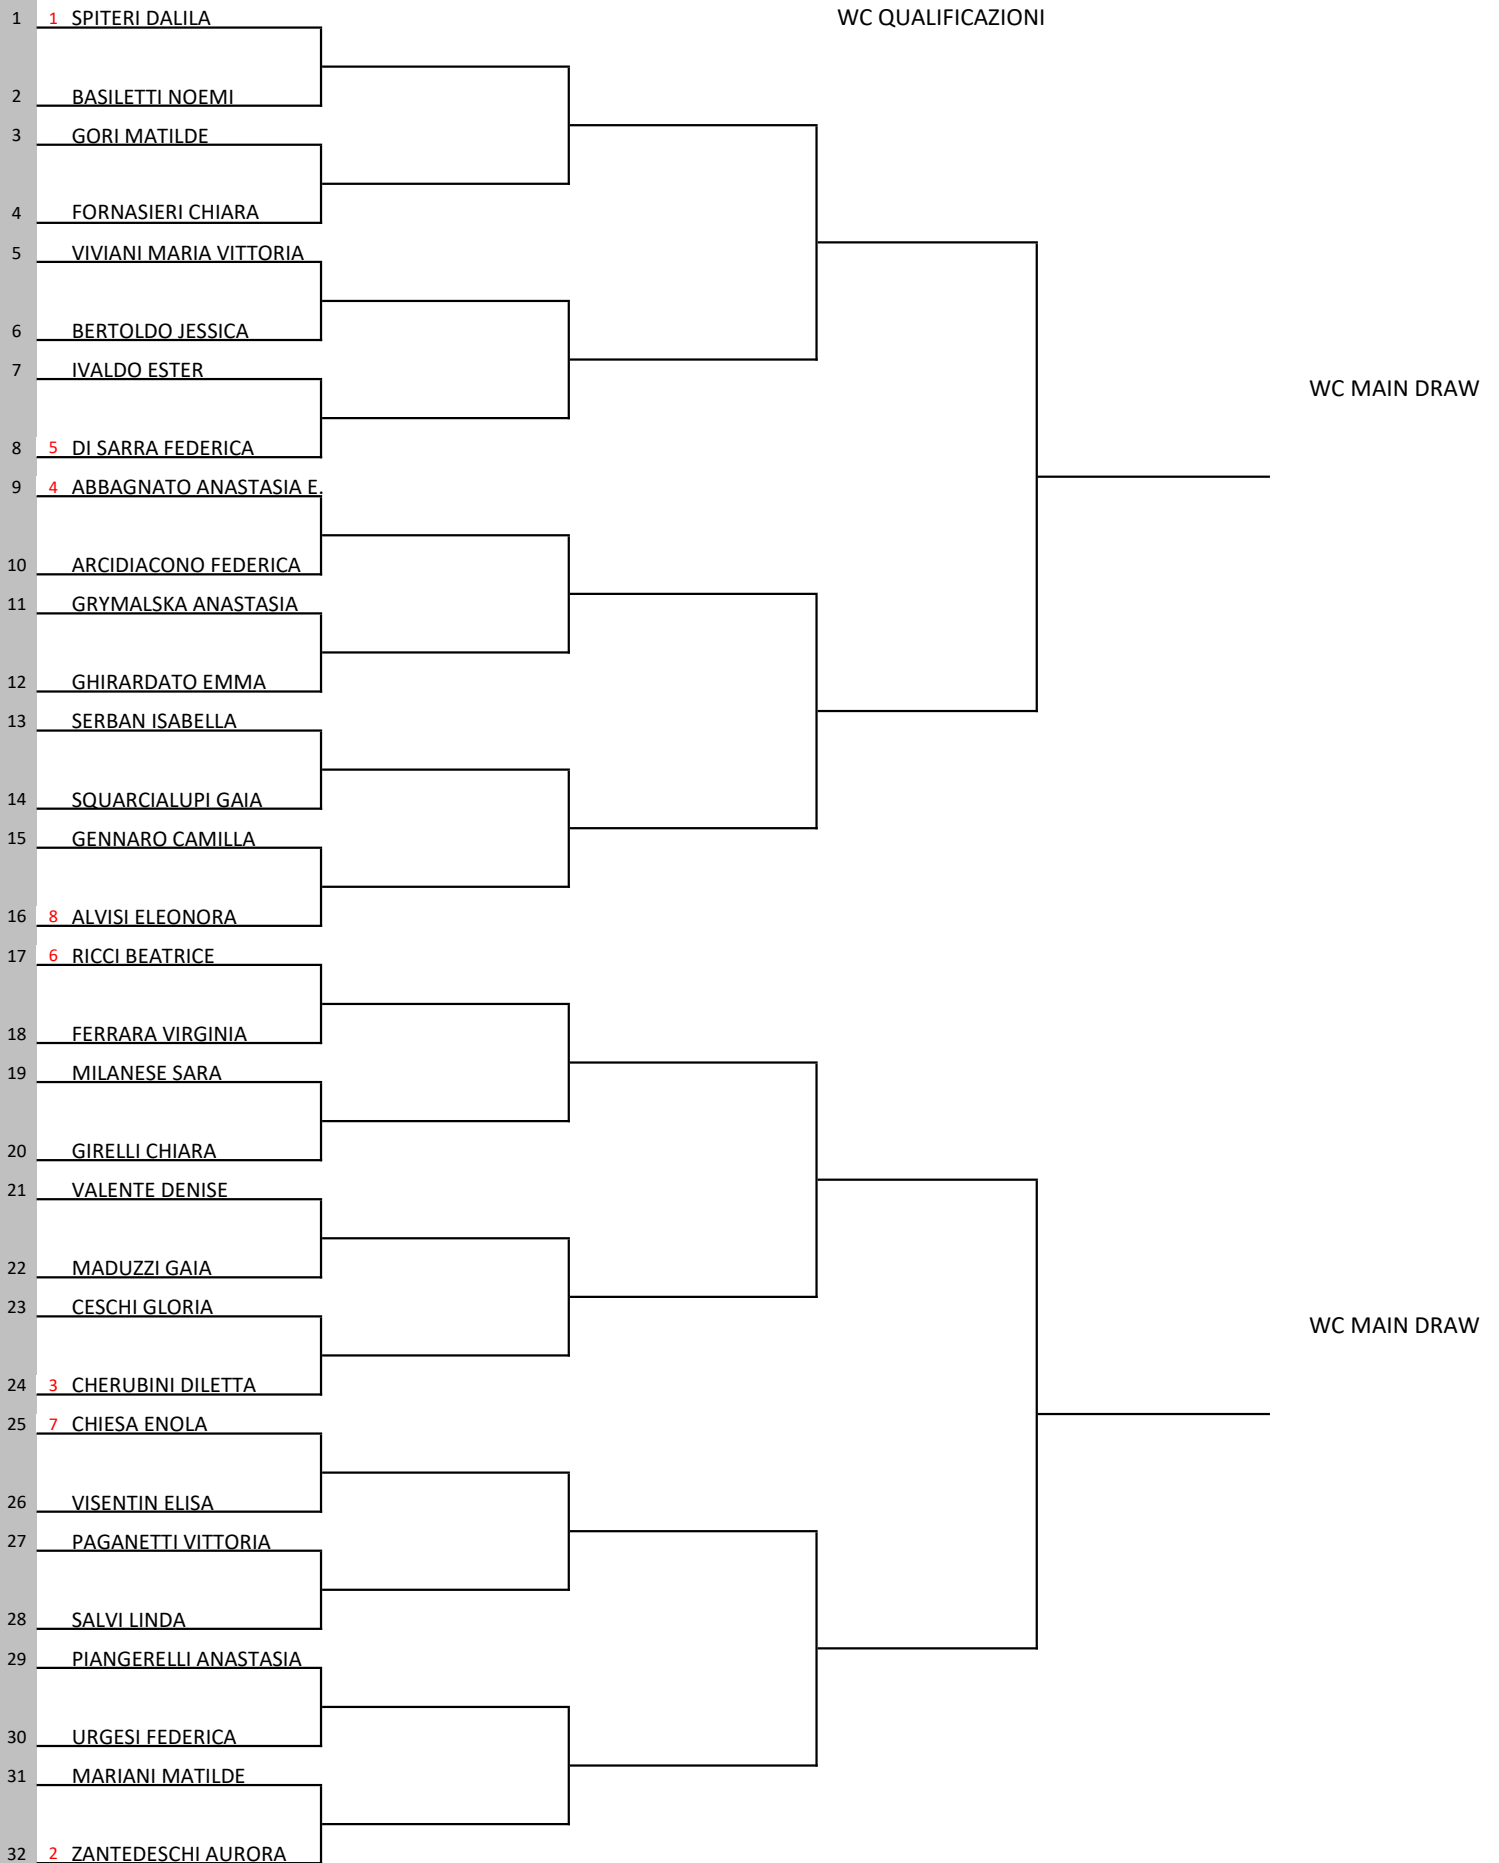 1 1 SPITERI DALILA WC QUALIFICAZIONI
2 BASILETTI NOEMI
3 GORI MATILDE
4 FORNASIERI CHIARA
5 VIVIANI MARIA VITTORIA
6 BERTOLDO JESSICA
7 IVALDO ESTER
WC MAIN DRAW
8 5 DI SARRA FEDERICA
9 4 ABBAGNATO ANASTASIA E.
10 ARCIDIACONO FEDERICA
11 GRYMALSKA ANASTASIA
12 GHIRARDATO EMMA
13 SERBAN ISABELLA
14 SQUARCIALUPI GAIA
15 GENNARO CAMILLA
16 8 ALVISI ELEONORA
17 6 RICCI BEATRICE
18 FERRARA VIRGINIA
19 MILANESE SARA
20 GIRELLI CHIARA
21 VALENTE DENISE
22 MADUZZI GAIA
23 CESCHI GLORIA
WC MAIN DRAW
24 3 CHERUBINI DILETTA
25 7 CHIESA ENOLA
26 VISENTIN ELISA
27 PAGANETTI VITTORIA
28 SALVI LINDA
29 PIANGERELLI ANASTASIA
30 URGESI FEDERICA
31 MARIANI MATILDE
32 2 ZANTEDESCHI AURORA